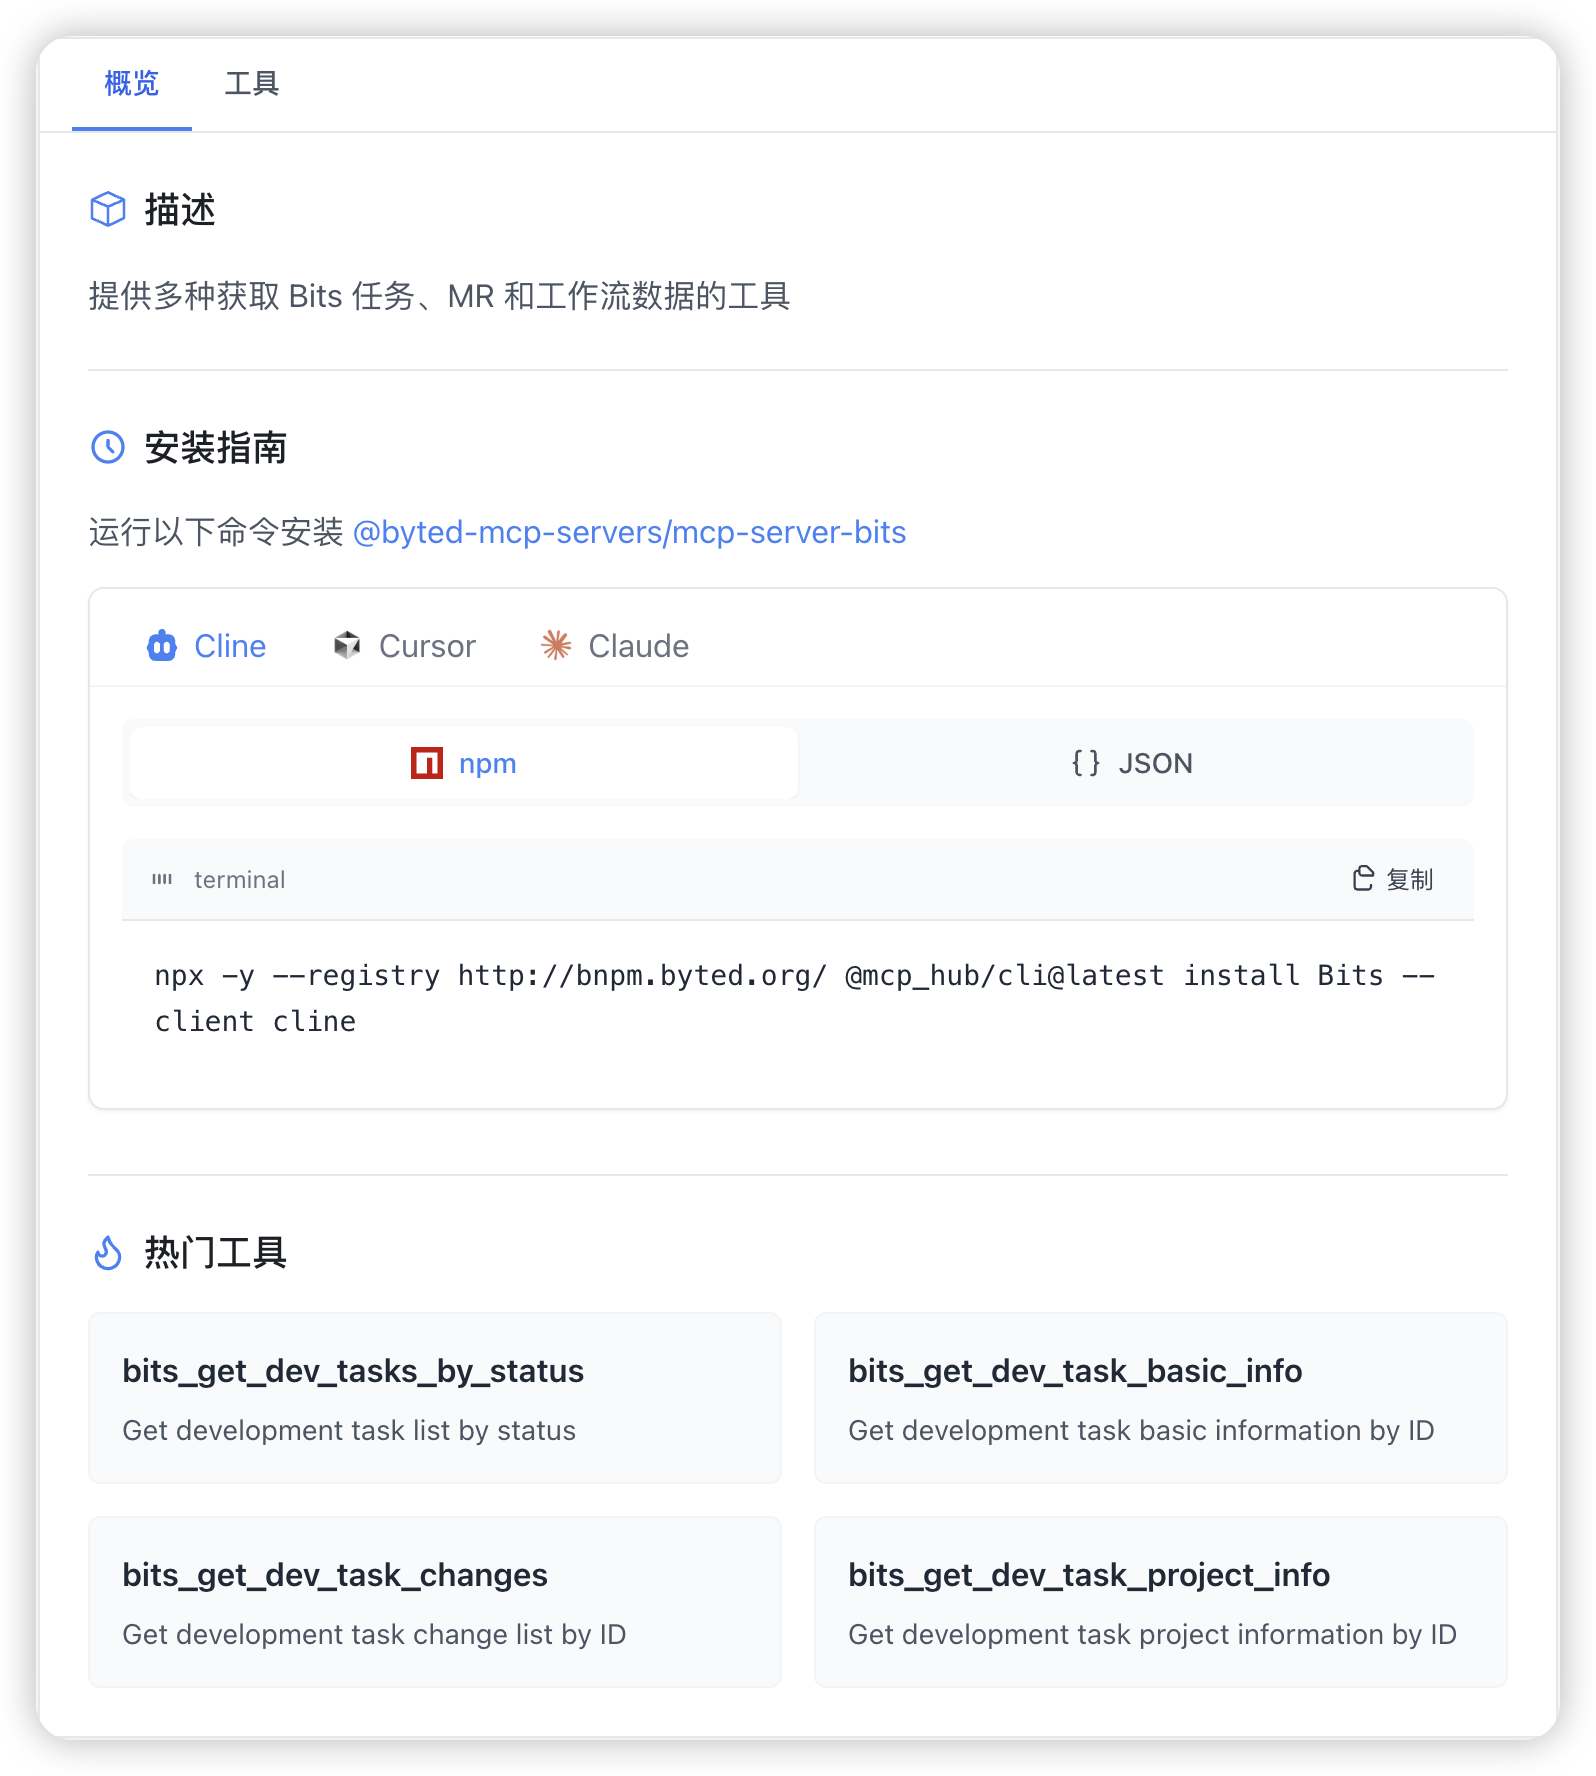 概览
工具
描述
提供多种获取 Bits 任务、MR 和工作流数据的工具
安装指南
运行以下命令安装 @byted-mcp-servers/mcp-server-bits
Cline
Cursor
Claude
npm
{} JSON
terminal
复制
npx -y --registry http://bnpm.byted.org/ @mcp_hub/cli@latest install Bits --
client cline
热门工具
bits_get_dev_tasks_by_status
Get development task list by status
bits_get_dev_task_basic_info
Get development task basic information by ID
bits_get_dev_task_changes
Get development task change list by ID
bits_get_dev_task_project_info
Get development task project information by ID